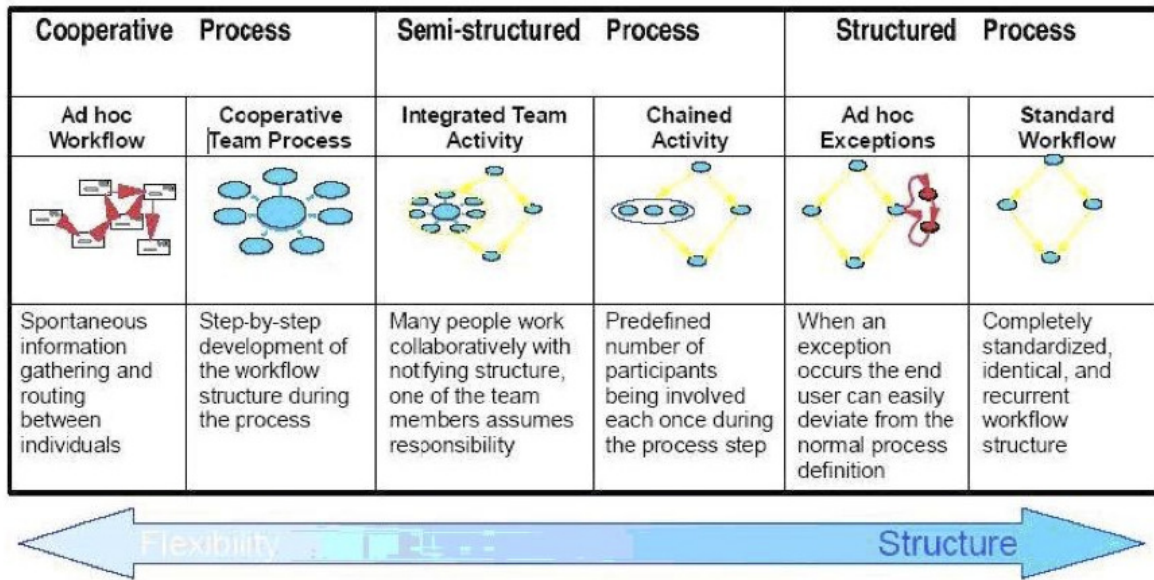 Cooperative Process
Semi-structured Process
Structured Process
Ad hoc
Workflow
Cooperative
Team Process
Integrated Team
Activity
Chained
Activity
Ad hoc
Exceptions
Standard
Workflow
Spontaneous
information
gathering and
routing
between
individuals
Step-by-step
development of
the workflow
structure during
the process
Many people work
collaboratively with
notifying structure,
one of the team
members assumes
responsibility
Predefined
number of
participants
being involved
each once during
the process step
When an
exception
occurs the end
user can easily
deviate from the
normal process
definition
Completely
standardized,
identical, and
recurrent
workflow
structure
Flexibility
Structure